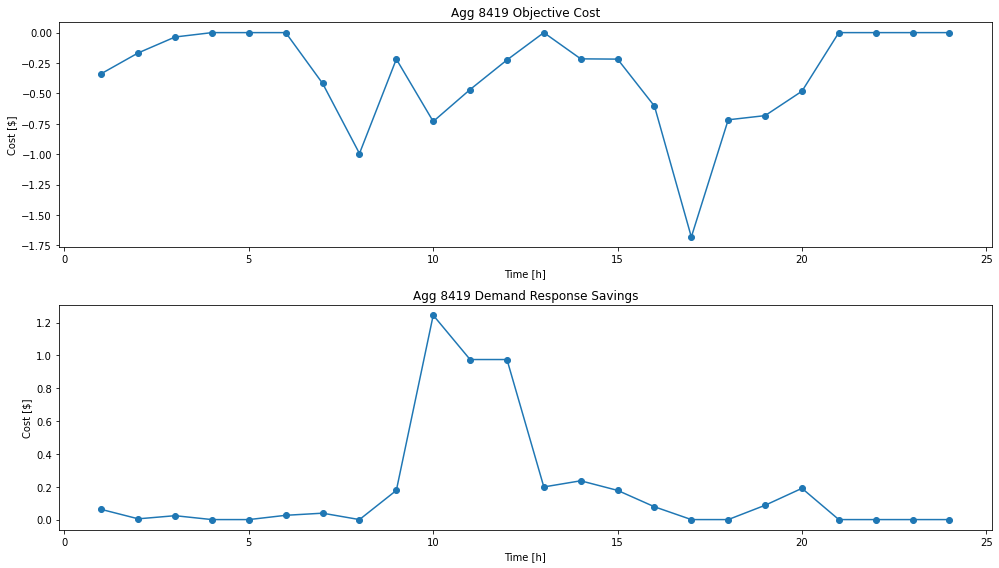 Agg 8419 Objective Cost
0.00
−0.25
−0.50
−0.75
−1.00
−1.25
−1.50
−1.75
Cost [$]
0 5 10 15 20 25
Time [h]
Agg 8419 Demand Response Savings
1.2
1.0
0.8
0.6
0.4
0.2
0.0
Cost [$]
0 5 10 15 20 25
Time [h]